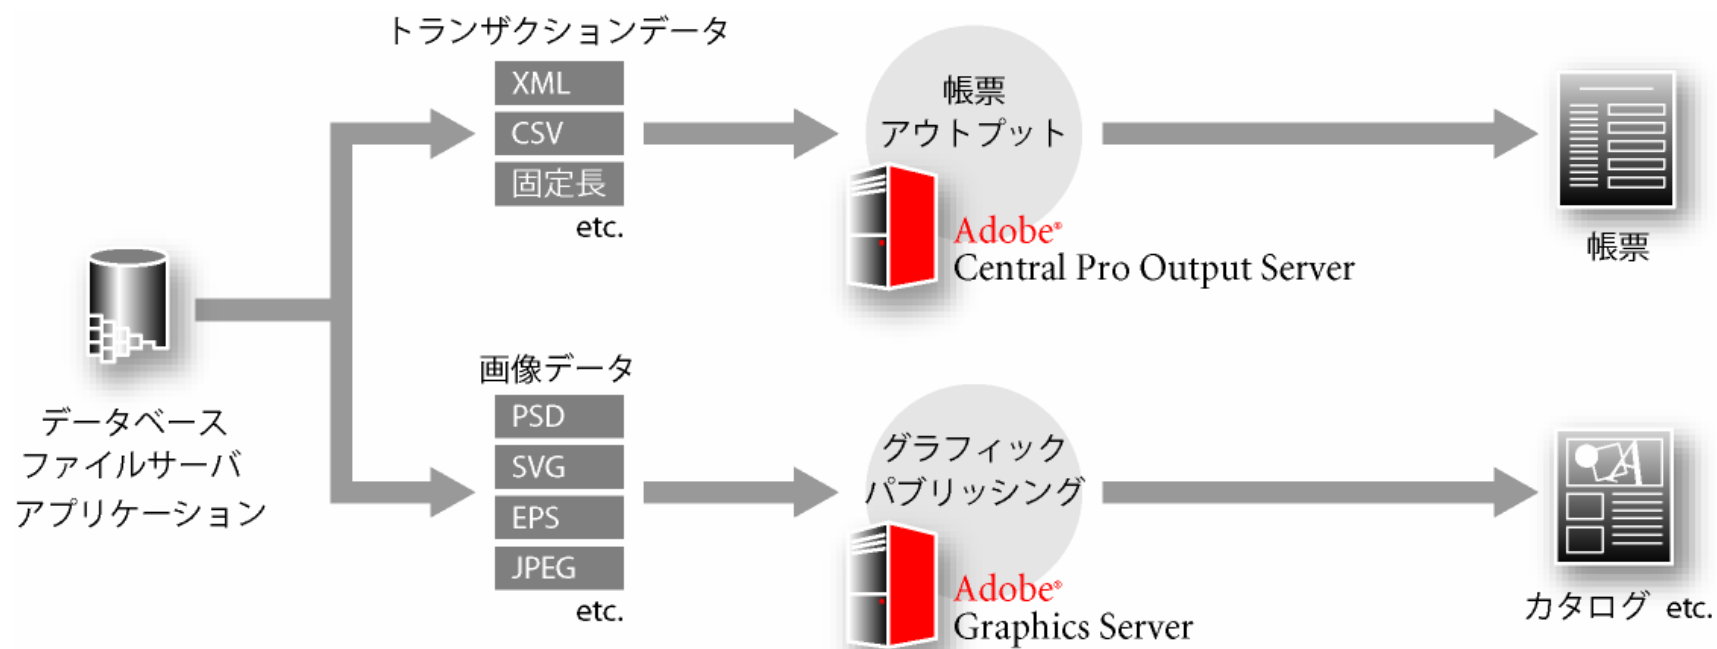 トランザクションデータ
XML
CSV
固定長
etc.
帳票
アウトプット
Adobe®
Central Pro Output Server
帳票
データベース
ファイルサーバ
アプリケーション
画像データ
PSD
SVG
EPS
JPEG
etc.
グラフィック
パブリッシング
Adobe®
Graphics Server
カタログ etc.